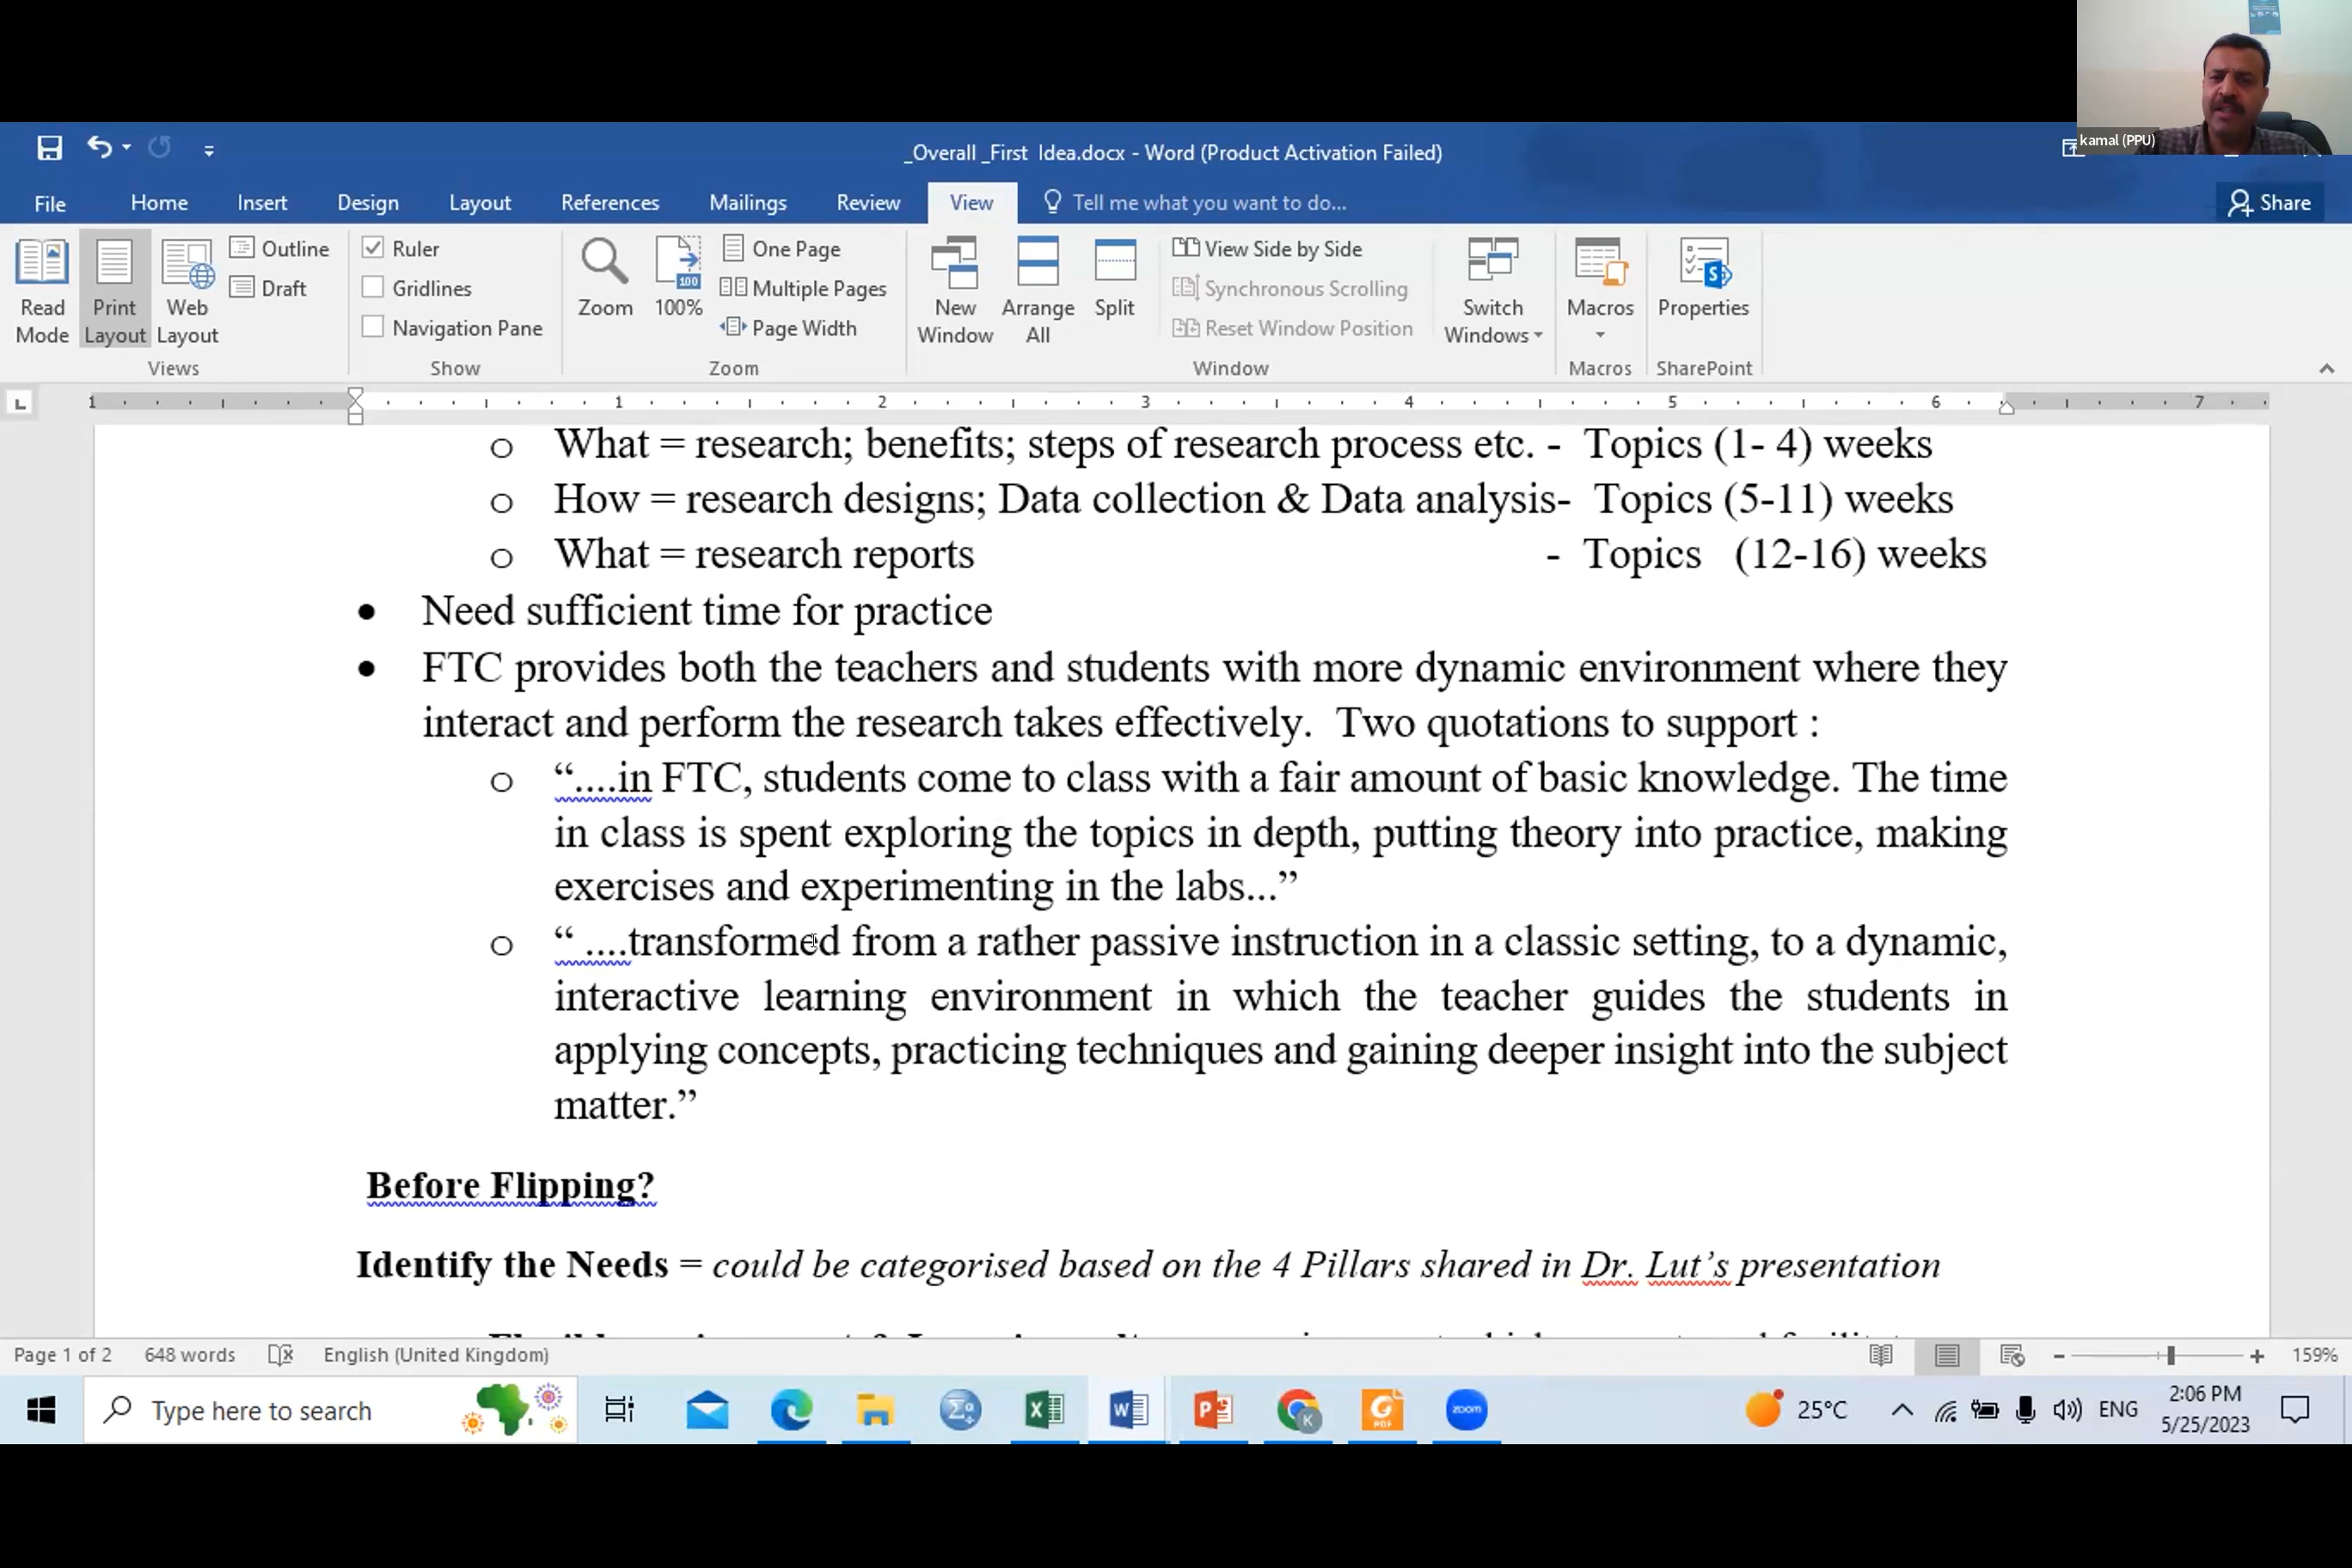 kamal (PPU)
_Overall _First Idea.docx - Word (Product Activation Failed)
File Home Insert Design Layout References Mailings Review View Tell me what you want to do... Share
Read Mode
Print Layout
Web Layout
Outline
Draft
Views
Ruler
Gridlines
Navigation Pane
Show
Zoom
100
100%
One Page
Multiple Pages
Page Width
Zoom
New Window
Arrange All
Split
View Side by Side
Synchronous Scrolling
Reset Window Position
Window
Switch Windows
Macros
Macros
Properties
SharePoint
L 1 1 2 3 4 5 6 7
o What = research; benefits; steps of research process etc. - Topics (1- 4) weeks
o How = research designs; Data collection & Data analysis- Topics (5-11) weeks
o What = research reports - Topics (12-16) weeks
• Need sufficient time for practice
• FTC provides both the teachers and students with more dynamic environment where they
interact and perform the research takes effectively. Two quotations to support :
o “....in FTC, students come to class with a fair amount of basic knowledge. The time
in class is spent exploring the topics in depth, putting theory into practice, making
exercises and experimenting in the labs...”
o “ ....transformed from a rather passive instruction in a classic setting, to a dynamic,
interactive learning environment in which the teacher guides the students in
applying concepts, practicing techniques and gaining deeper insight into the subject
matter.”
Before Flipping?
Identify the Needs = could be categorised based on the 4 Pillars shared in Dr. Lut’s presentation
Page 1 of 2 648 words English (United Kingdom) 159%
Type here to search
zoom
25°C ENG
2:06 PM
5/25/2023